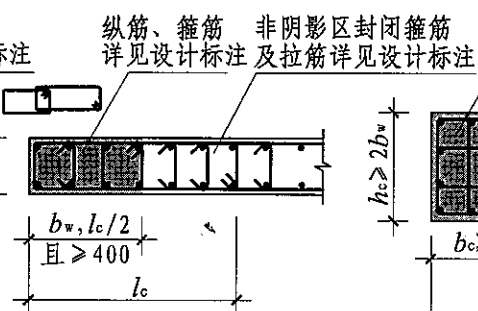 标注
纵筋、箍筋
详见设计标注
非阴影区封闭箍筋
及拉筋详见设计标注
bw,lc/2
且≥400
lc
hc≥2bw
bc